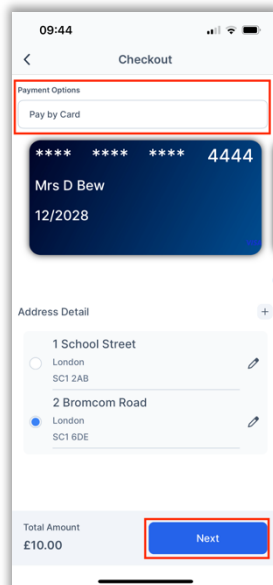 09:44
Checkout
Payment Options
Pay by Card
**** **** **** 4444
Mrs D Bew
12/2028
Address Detail
+
1 School Street
London
SC1 2AB
2 Bromcom Road
London
SC1 6DE
Total Amount
£10.00
Next